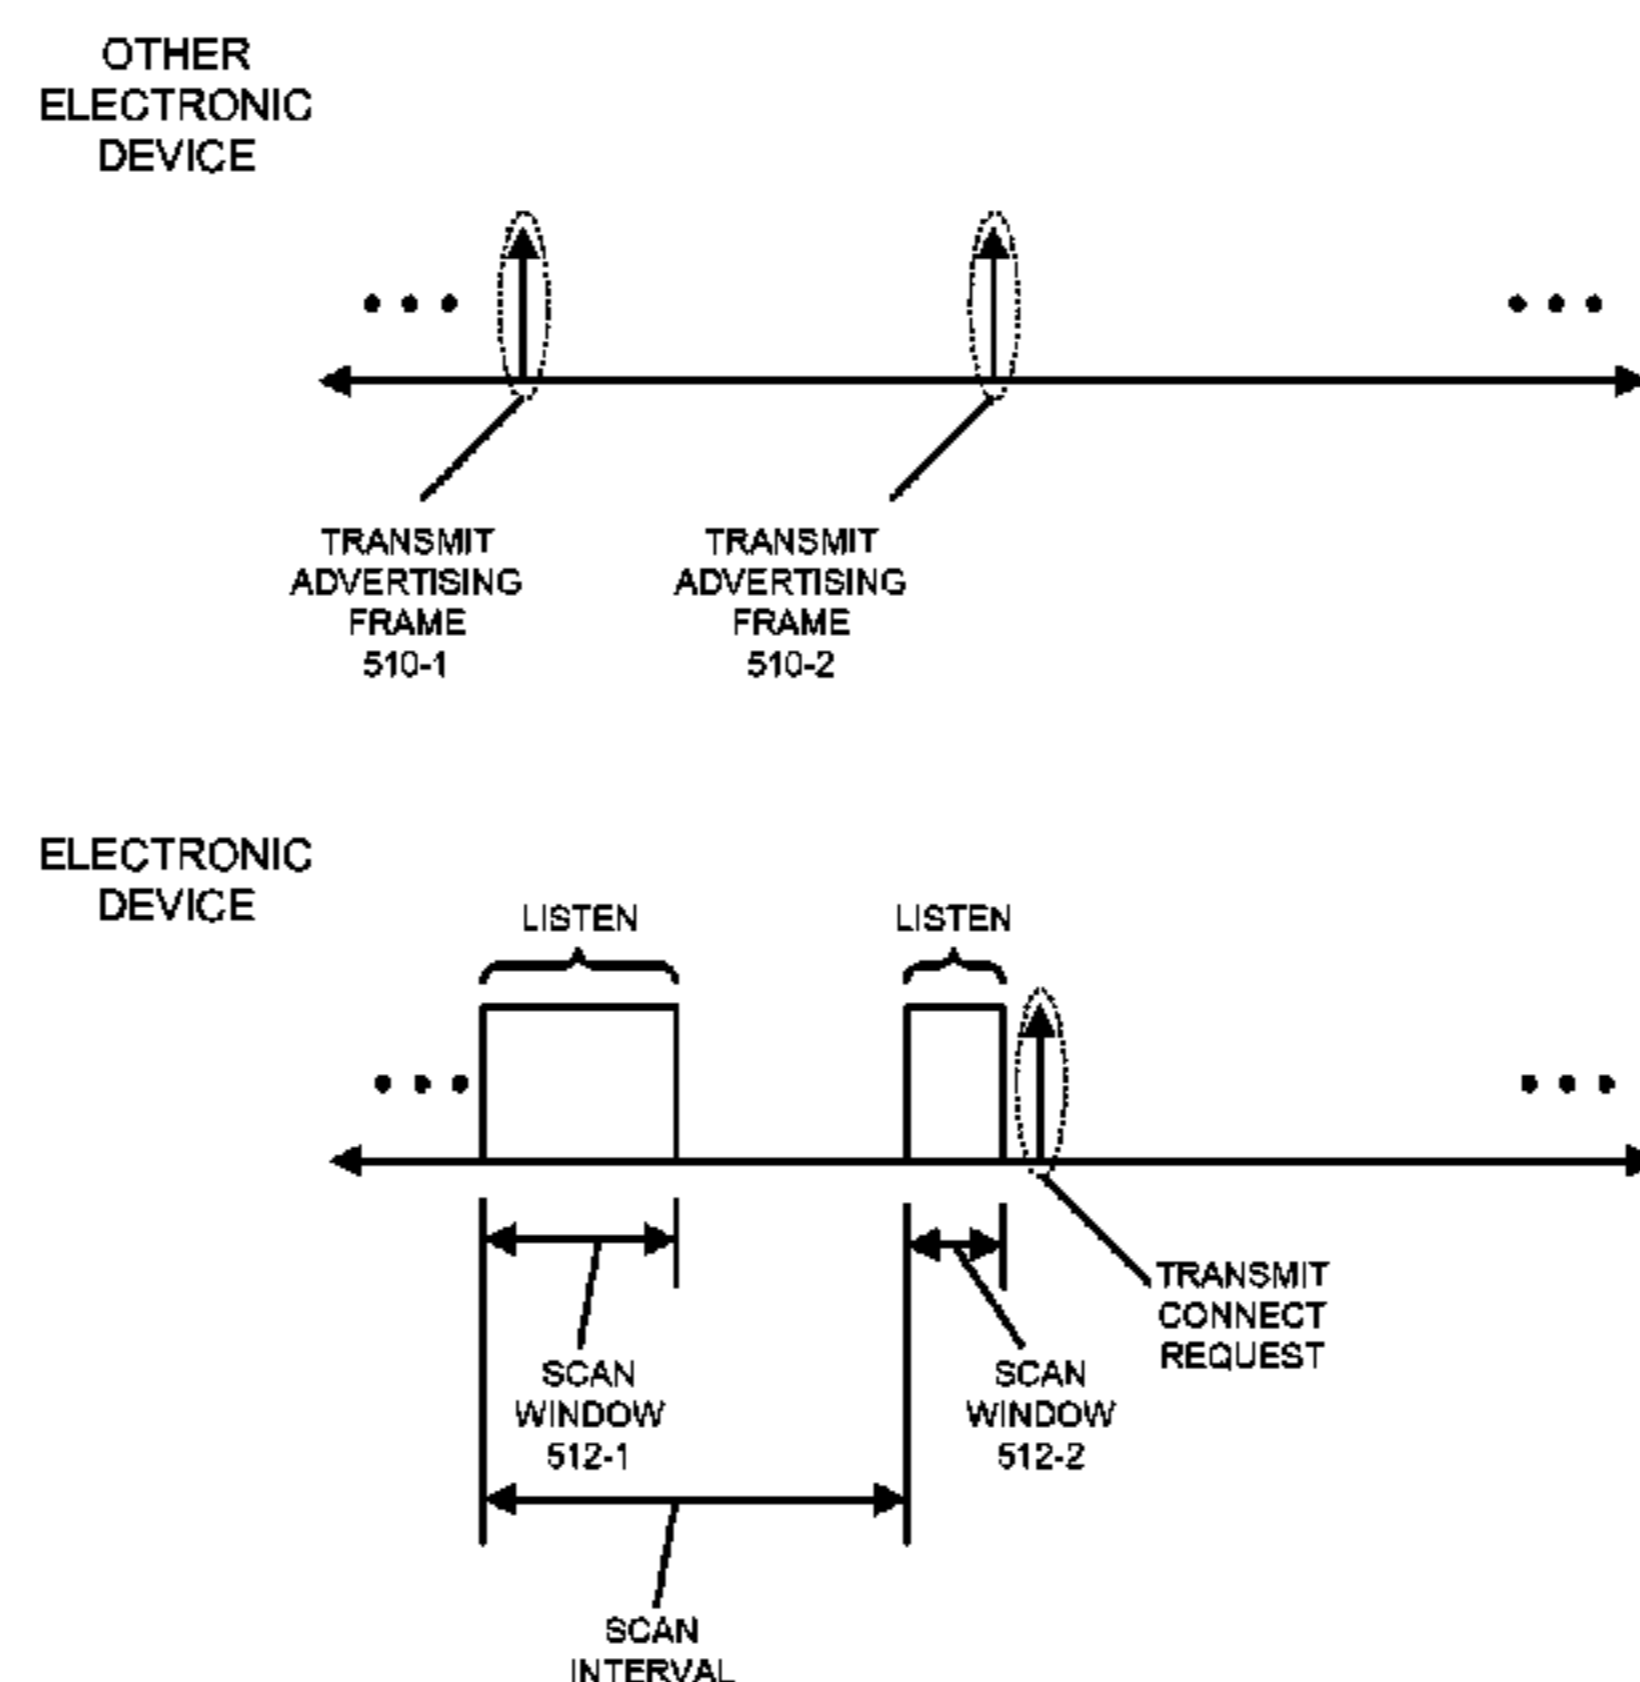 OTHER
ELECTRONIC
DEVICE
TRANSMIT
ADVERTISING
FRAME
510-1
TRANSMIT
ADVERTISING
FRAME
510-2
ELECTRONIC
DEVICE
LISTEN
LISTEN
TRANSMIT
CONNECT
REQUEST
SCAN
WINDOW
512-1
SCAN
WINDOW
512-2
SCAN
INTERVAL